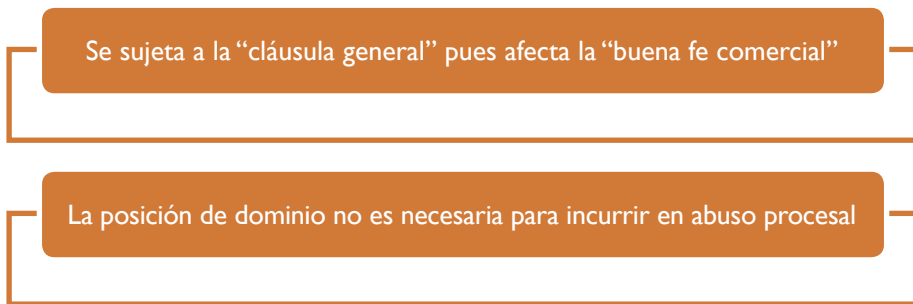 Se sujeta a la “cláusula general” pues afecta la “buena fe comercial”
La posición de dominio no es necesaria para incurrir en abuso procesal